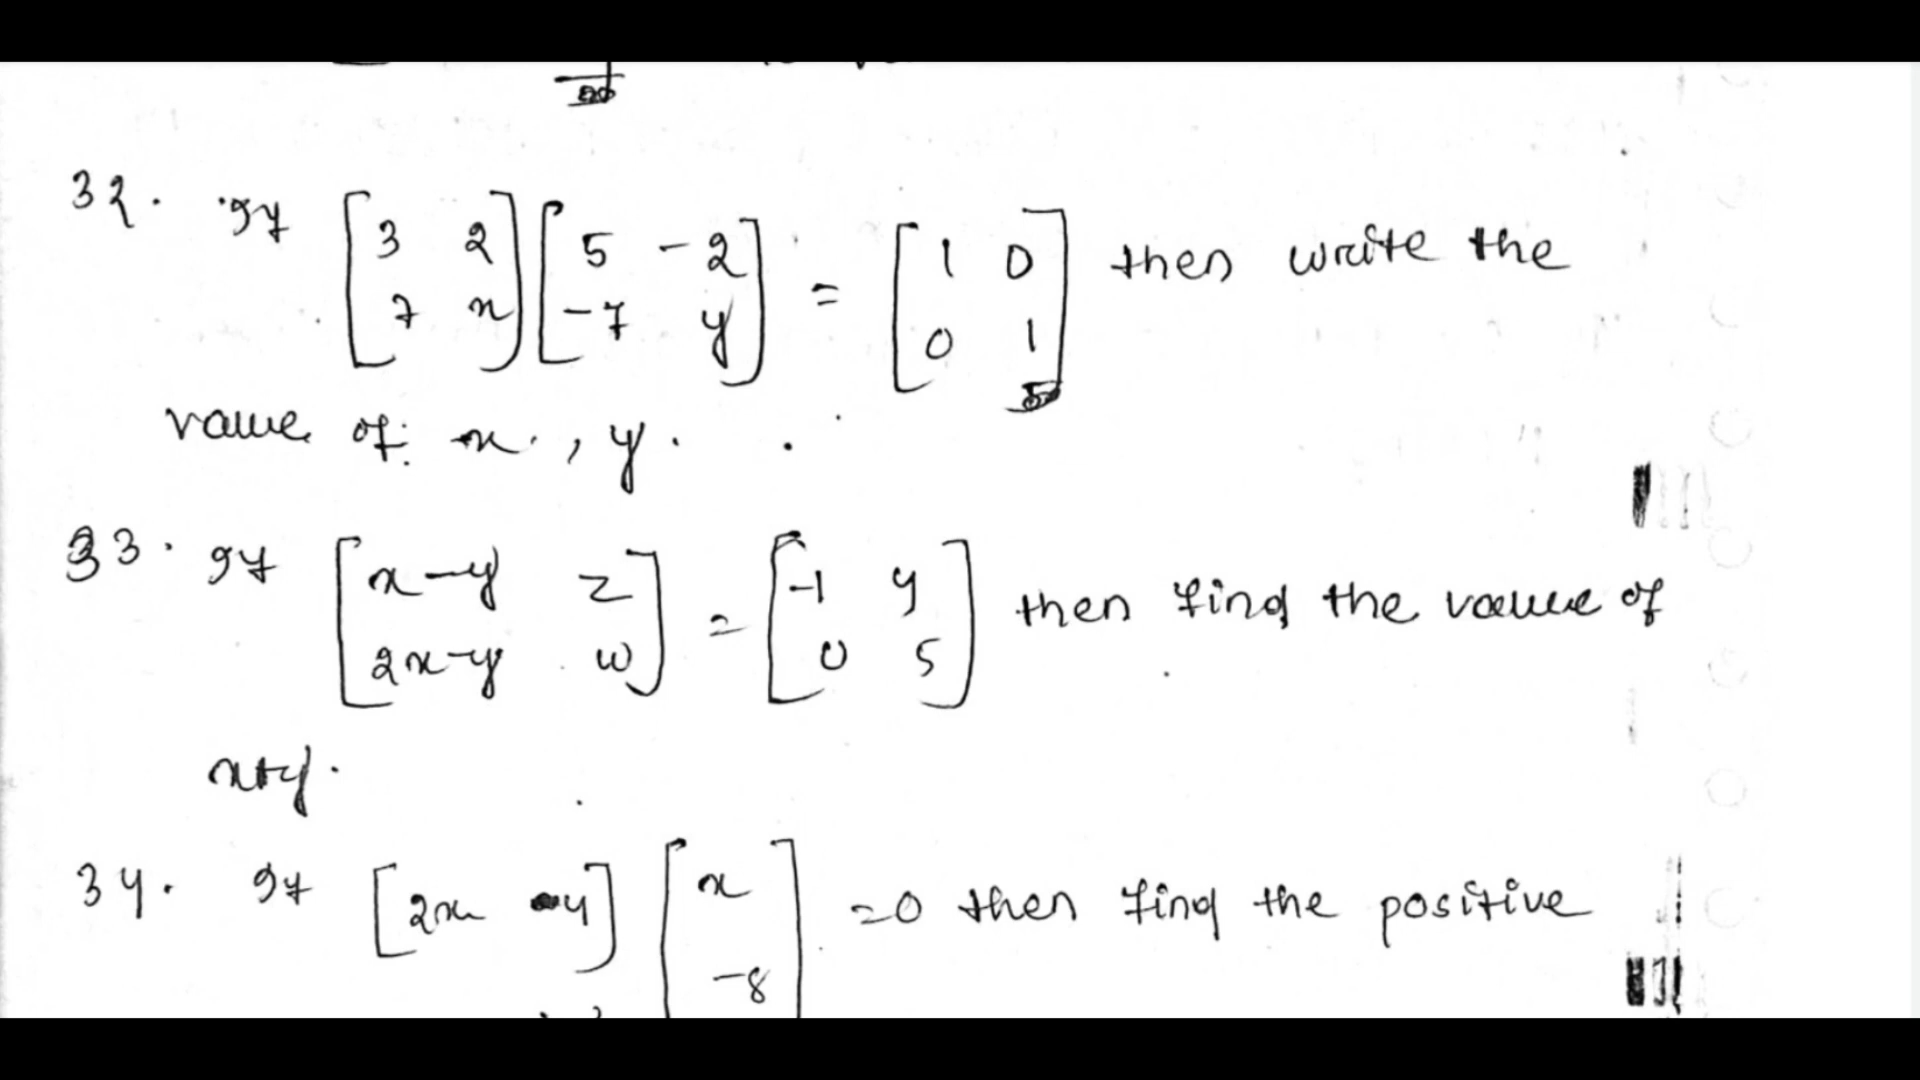 32. If [3 2 7 x] [5 -2 -7 y] = [1 0 0 1] then write the
value of x, y.
33. If [x-y z 2x-y w] = [-1 4 0 5] then find the value of
x+y.
34. If [2x 4] [x -8] =0 then find the positive